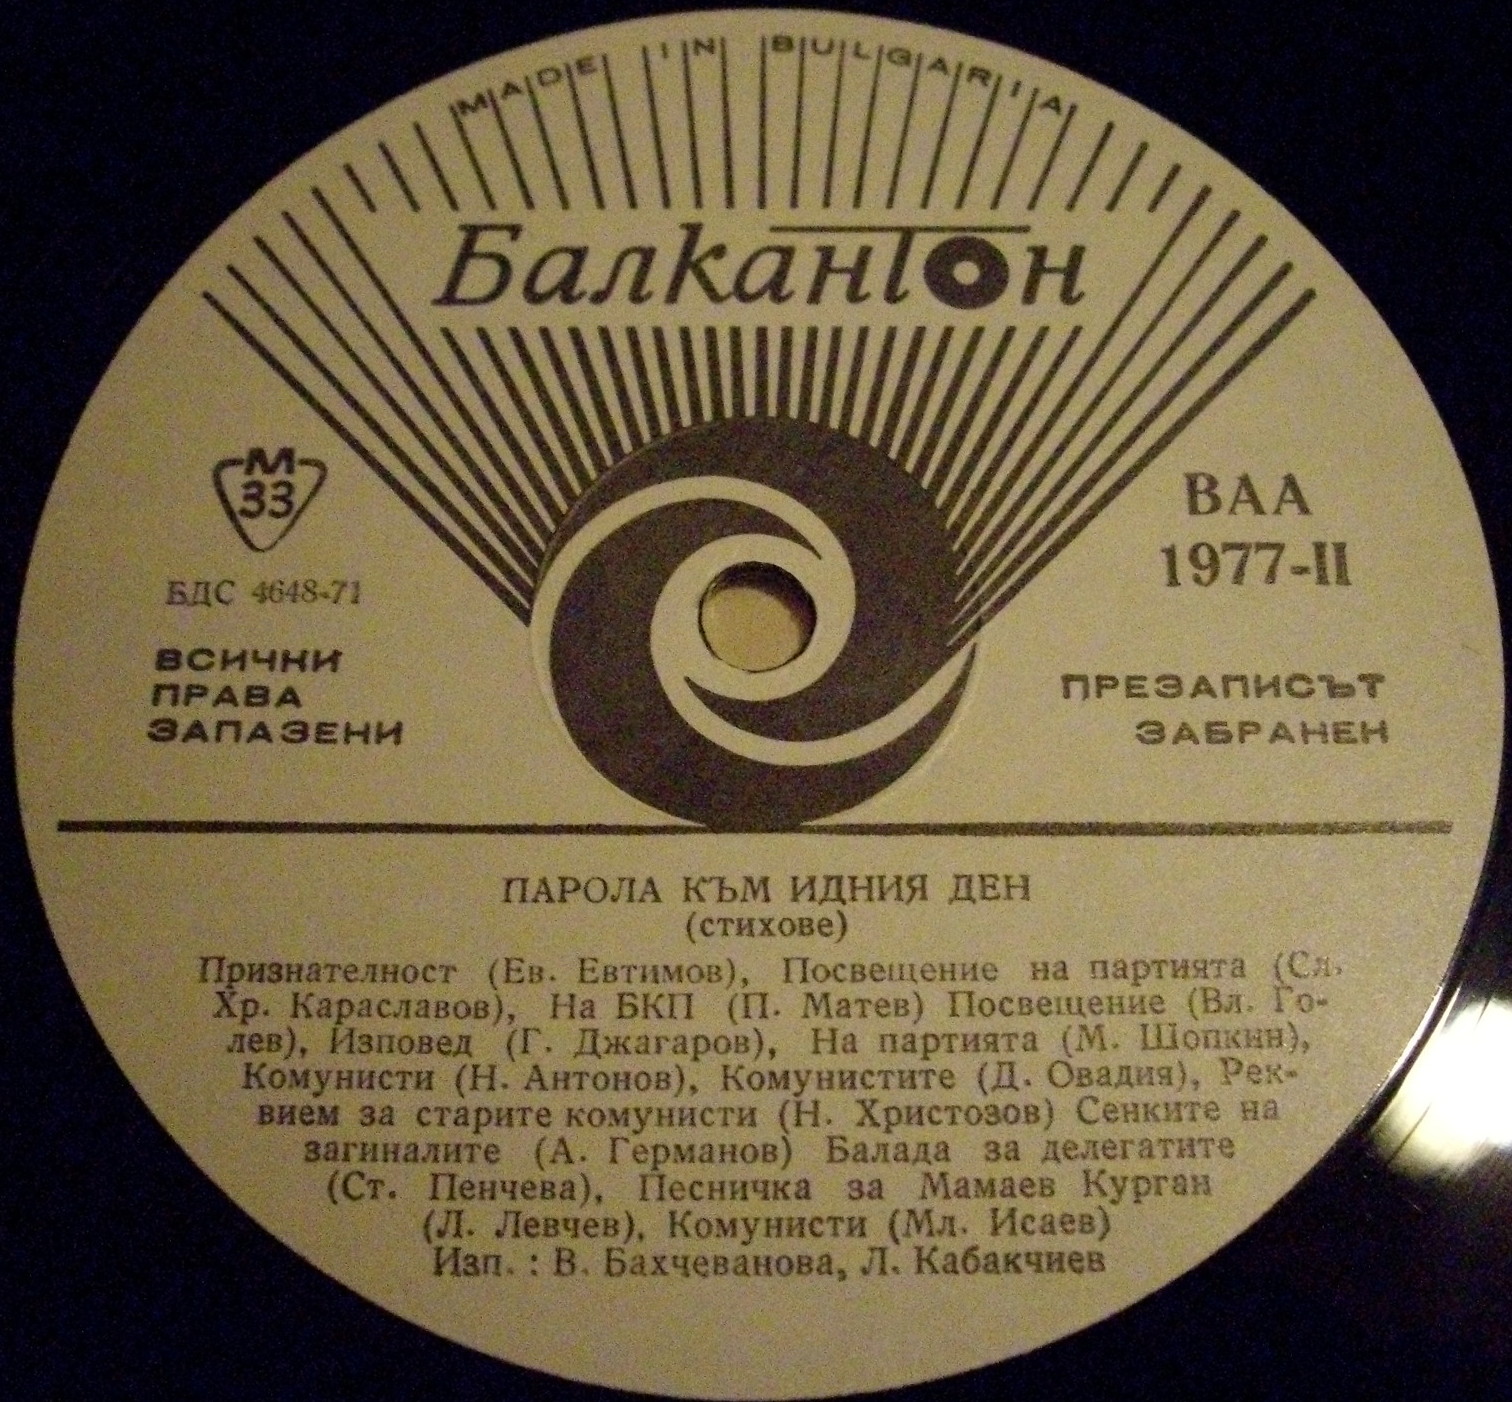 MADE IN BULGARIA
Балкантон
М
33
БДС 4648-71
ВСИЧКИ
ПРАВА
ЗАПАЗЕНИ
ВАА
1977-II
ПРЕЗАПИСЪТ
ЗАБРАНЕН
ПАРОЛА КЪМ ИДНИЯ ДЕН
(стихове)
Признателност (Ев. Евтимов), Посвещение на партията (Сл.
Хр. Караславов), На БКП (П. Матев) Посвещение (Вл. Го-
лев), Изповед (Г. Джагаров), На партията (М. Шопкин),
Комунисти (Н. Антонов), Комунистите (Д. Овадия), Рек-
вием за старите комунисти (Н. Христозов) Сенките на
загиналите (А. Германов) Балада за делегатите
(Ст. Пенчева), Песничка за Мамаев Курган
(Л. Левчев), Комунисти (Мл. Исаев)
Изп. : В. Бахчеванова, Л. Кабакчиев